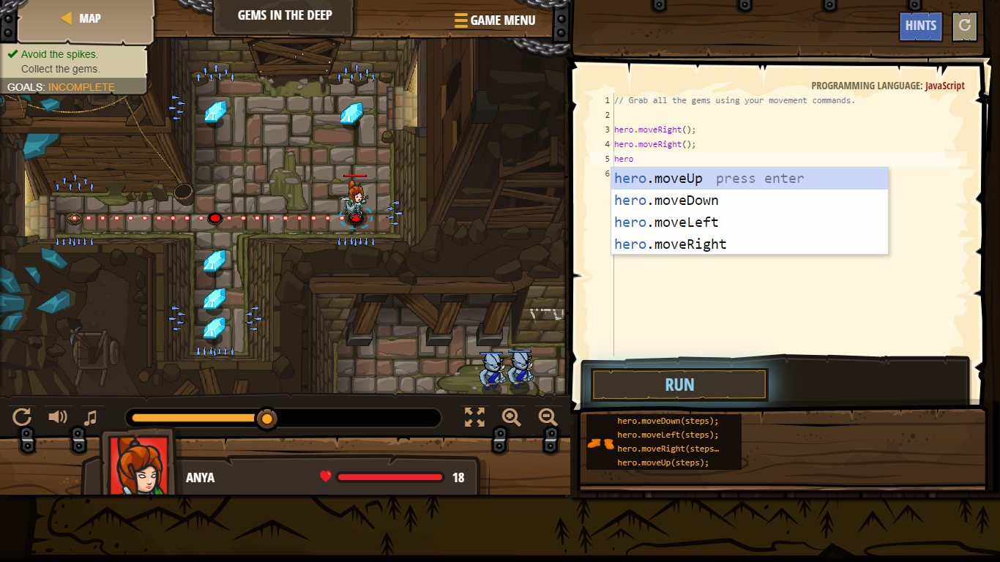 MAP
GEMS IN THE DEEP
GAME MENU
Avoid the spikes.
Collect the gems.
GOALS: INCOMPLETE
HINTS
PROGRAMMING LANGUAGE: JavaScript
1 // Grab all the gems using your movement commands.
2
3 hero.moveRight();
4 hero.moveRight();
5 hero
6
hero.moveUp press enter
hero.moveDown
hero.moveLeft
hero.moveRight
RUN
hero.moveDown(steps);
hero.moveLeft(steps);
hero.moveRight(steps…
hero.moveUp(steps);
ANYA
18